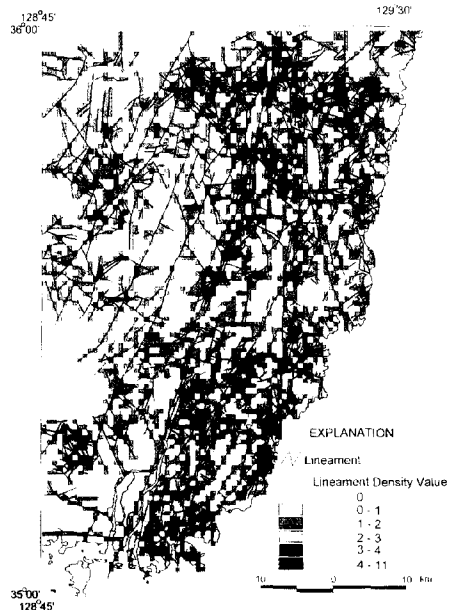 128°45'
129°30'
36°00'
EXPLANATION
Lineament
Lineament Density Value
0
0 - 1
1 - 2
2 - 3
3 - 4
4 - 11
10 0 10 Km
35°00'
128°45'